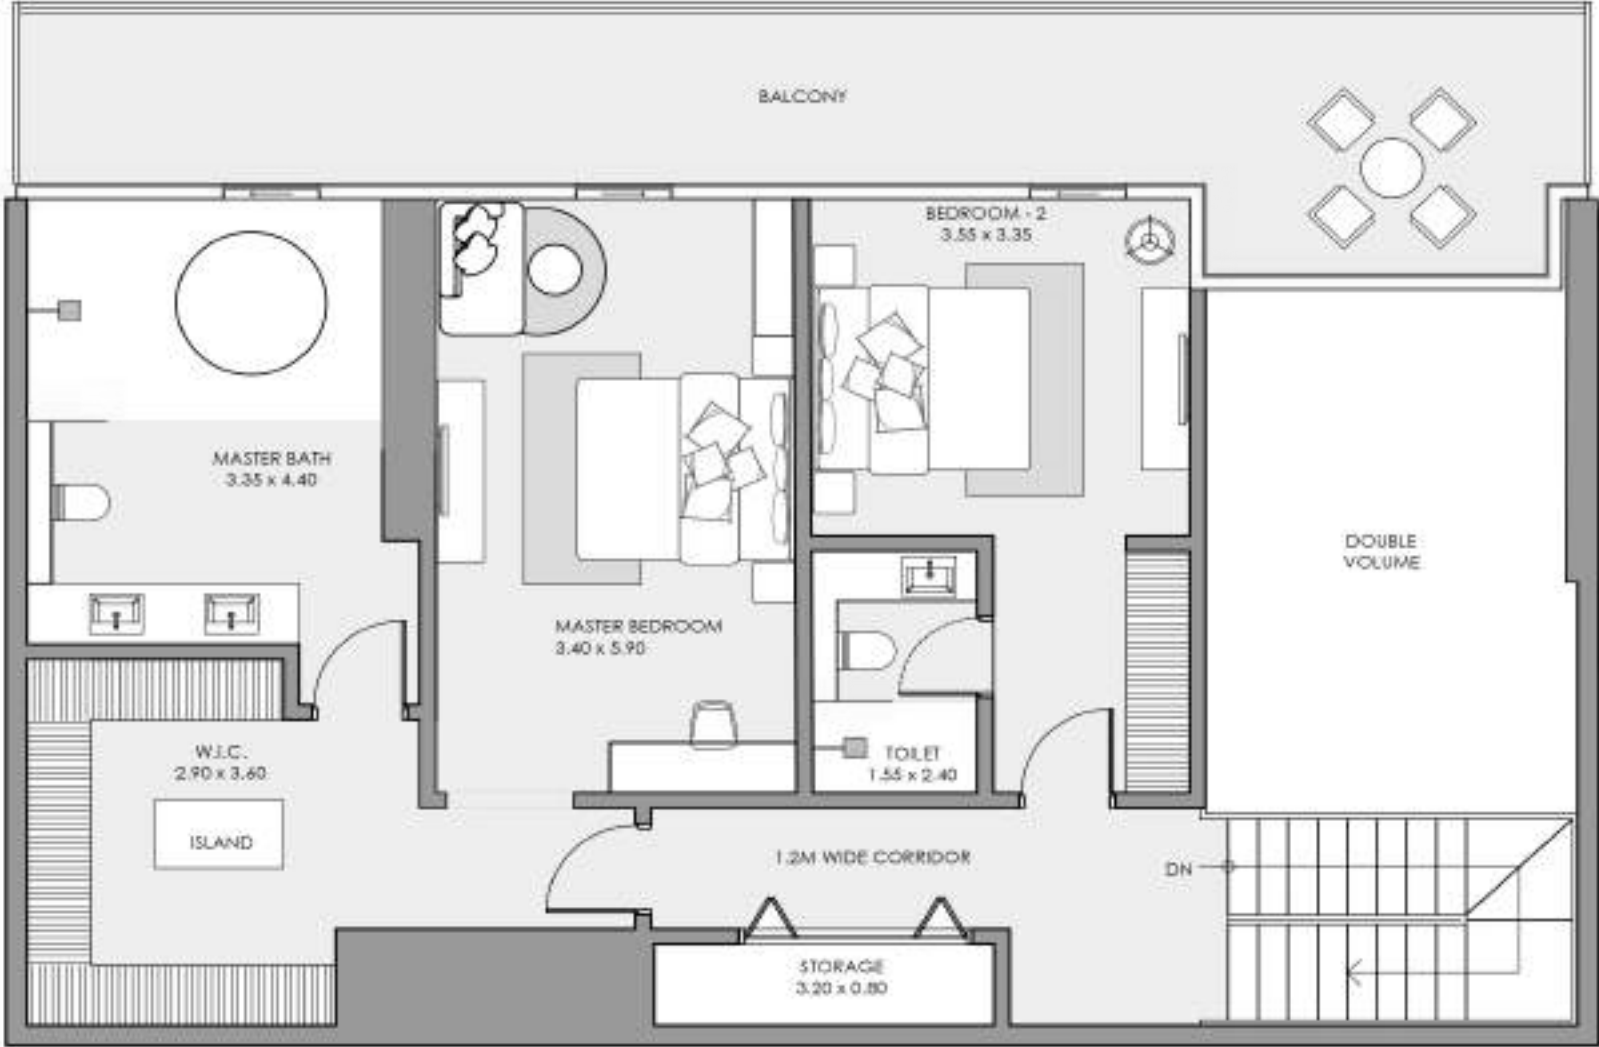 BALCONY
BEDROOM - 2
3.55 x 3.35
MASTER BATH
3.35 x 4.40
DOUBLE
VOLUME
MASTER BEDROOM
3.40 x 5.90
W.I.C.
2.90 x 3.60
TOILET
1.55 x 2.40
ISLAND
1.2M WIDE CORRIDOR
DN
STORAGE
3.20 x 0.80